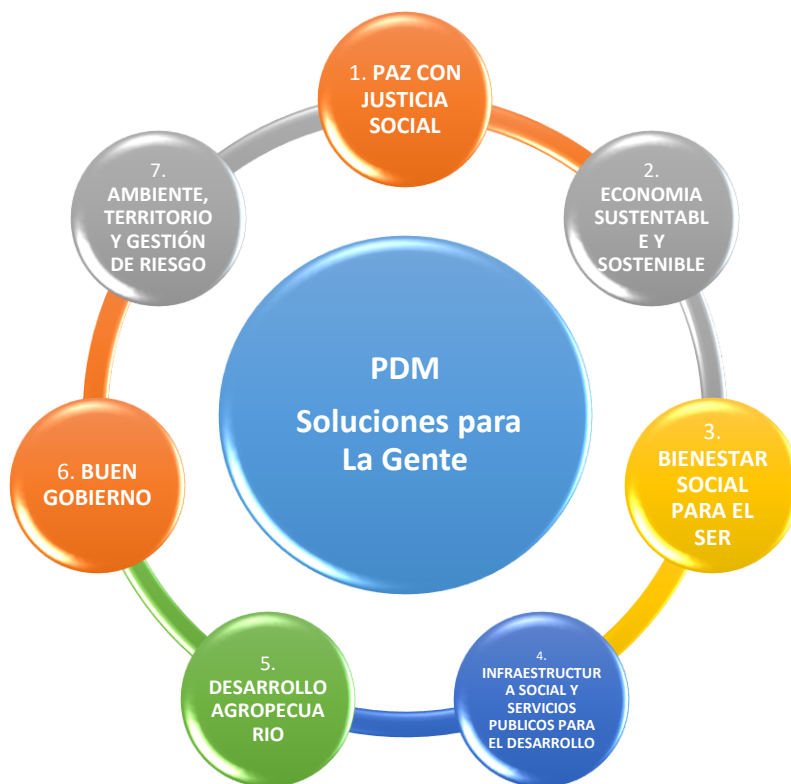 1. PAZ CON
JUSTICIA
SOCIAL
2.
ECONOMIA
SUSTENTABL
E Y
SOSTENIBLE
3.
BIENESTAR
SOCIAL
PARA EL
SER
4.
INFRAESTRUCTUR
A SOCIAL Y
SERVICIOS
PUBLICOS PARA
EL DESARROLLO
5.
DESARROLLO
AGROPECUA
RIO
6. BUEN
GOBIERNO
7.
AMBIENTE,
TERRITORIO
Y GESTIÓN
DE RIESGO
PDM
Soluciones para
La Gente